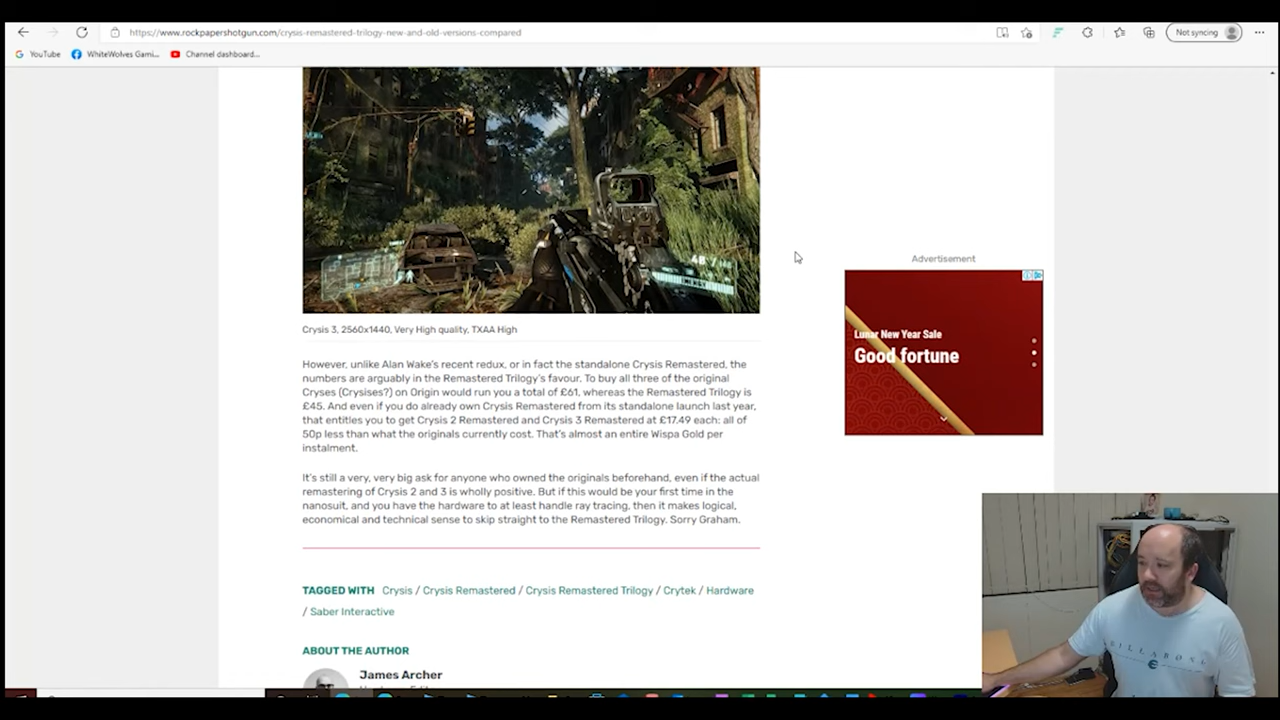 www.rockpapershotgun.com/crysis-remastered-trilogy-new-and-old-versions-compared
Not syncing
YouTube
WhiteWolves Gami...
Channel dashboard...
48
Advertisement
Lunar New Year Sale
Good fortune
Crysis 3, 2560x1440, Very High quality, TXAA High
However, unlike Alan Wake's recent redux, or in fact the standalone Crysis Remastered, the
numbers are arguably in the Remastered Trilogy's favour. To buy all three of the original
Cryses (Crysises?) on Origin would run you a total of £61, whereas the Remastered Trilogy is
£45. And even if you do already own Crysis Remastered from its standalone launch last year,
that entitles you to get Crysis 2 Remastered and Crysis 3 Remastered at £17.49 each: all of
50p less than what the originals currently cost. That's almost an entire Wispa Gold per
instalment.
It's still a very, very big ask for anyone who owned the originals beforehand, even if the actual
remastering of Crysis 2 and 3 is wholly positive. But if this would be your first time in the
nanosuit, and you have the hardware to at least handle ray tracing, then it makes logical,
economical and technical sense to skip straight to the Remastered Trilogy. Sorry Graham.
TAGGED WITH Crysis / Crysis Remastered / Crysis Remastered Trilogy / Crytek / Hardware
/ Saber Interactive
ABOUT THE AUTHOR
James Archer
BILLABONG